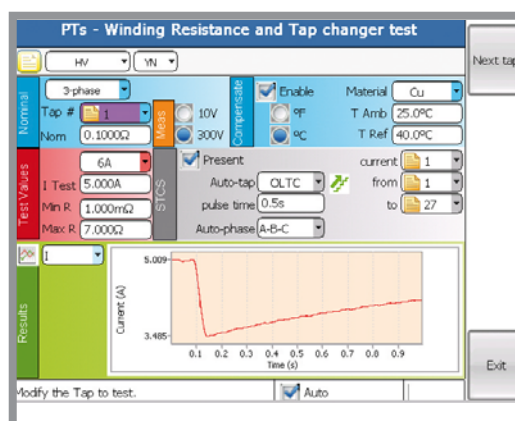 PTs - Winding Resistance and Tap changer test
Next tap
HV YN
Nominal
3-phase
Tap # 1
Nom 0.1000Ω
Meas
10V
300V
Compensate
Enable Material Cu
ºF T Amb 25.0ºC
ºC T Ref 40.0ºC
Test Values
6A
I Test 5.000A
Min R 1.000mΩ
Max R 7.000Ω
STCS
Present current 1
Auto-tap OLTC from 1
pulse time 0.5s to 27
Auto-phase A-B-C
Results
I
5.009
Current (A)
3.485
0.1 0.2 0.3 0.4 0.5 0.6 0.7 0.8 0.9
Time (s)
Exit
Modify the Tap to test. Auto